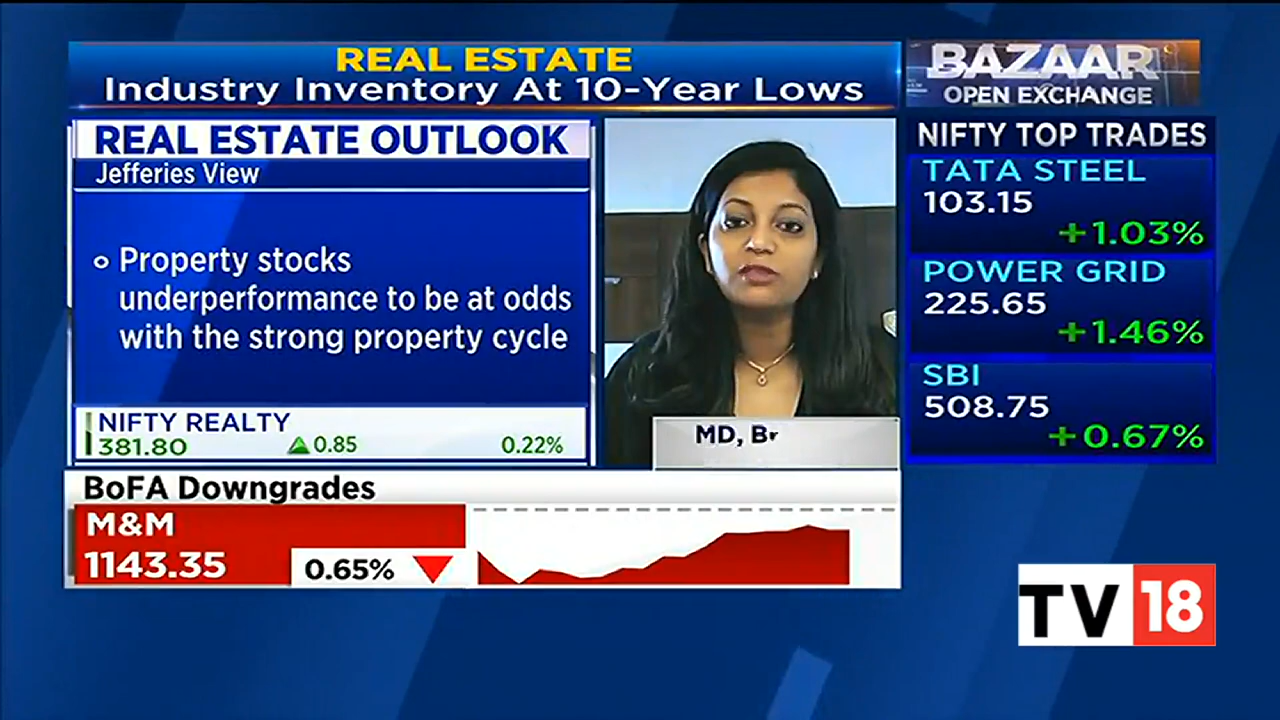 REAL ESTATE
Industry Inventory At 10-Year Lows
BAZAAR
OPEN EXCHANGE
REAL ESTATE OUTLOOK
Jefferies View
Property stocks
underperformance to be at odds
with the strong property cycle
NIFTY REALTY
381.80 0.85 0.22%
MD,
NIFTY TOP TRADES
TATA STEEL
103.15
+1.03%
POWER GRID
225.65
+1.46%
SBI
508.75
+0.67%
BoFA Downgrades
M&M
1143.35
0.65%
TV18